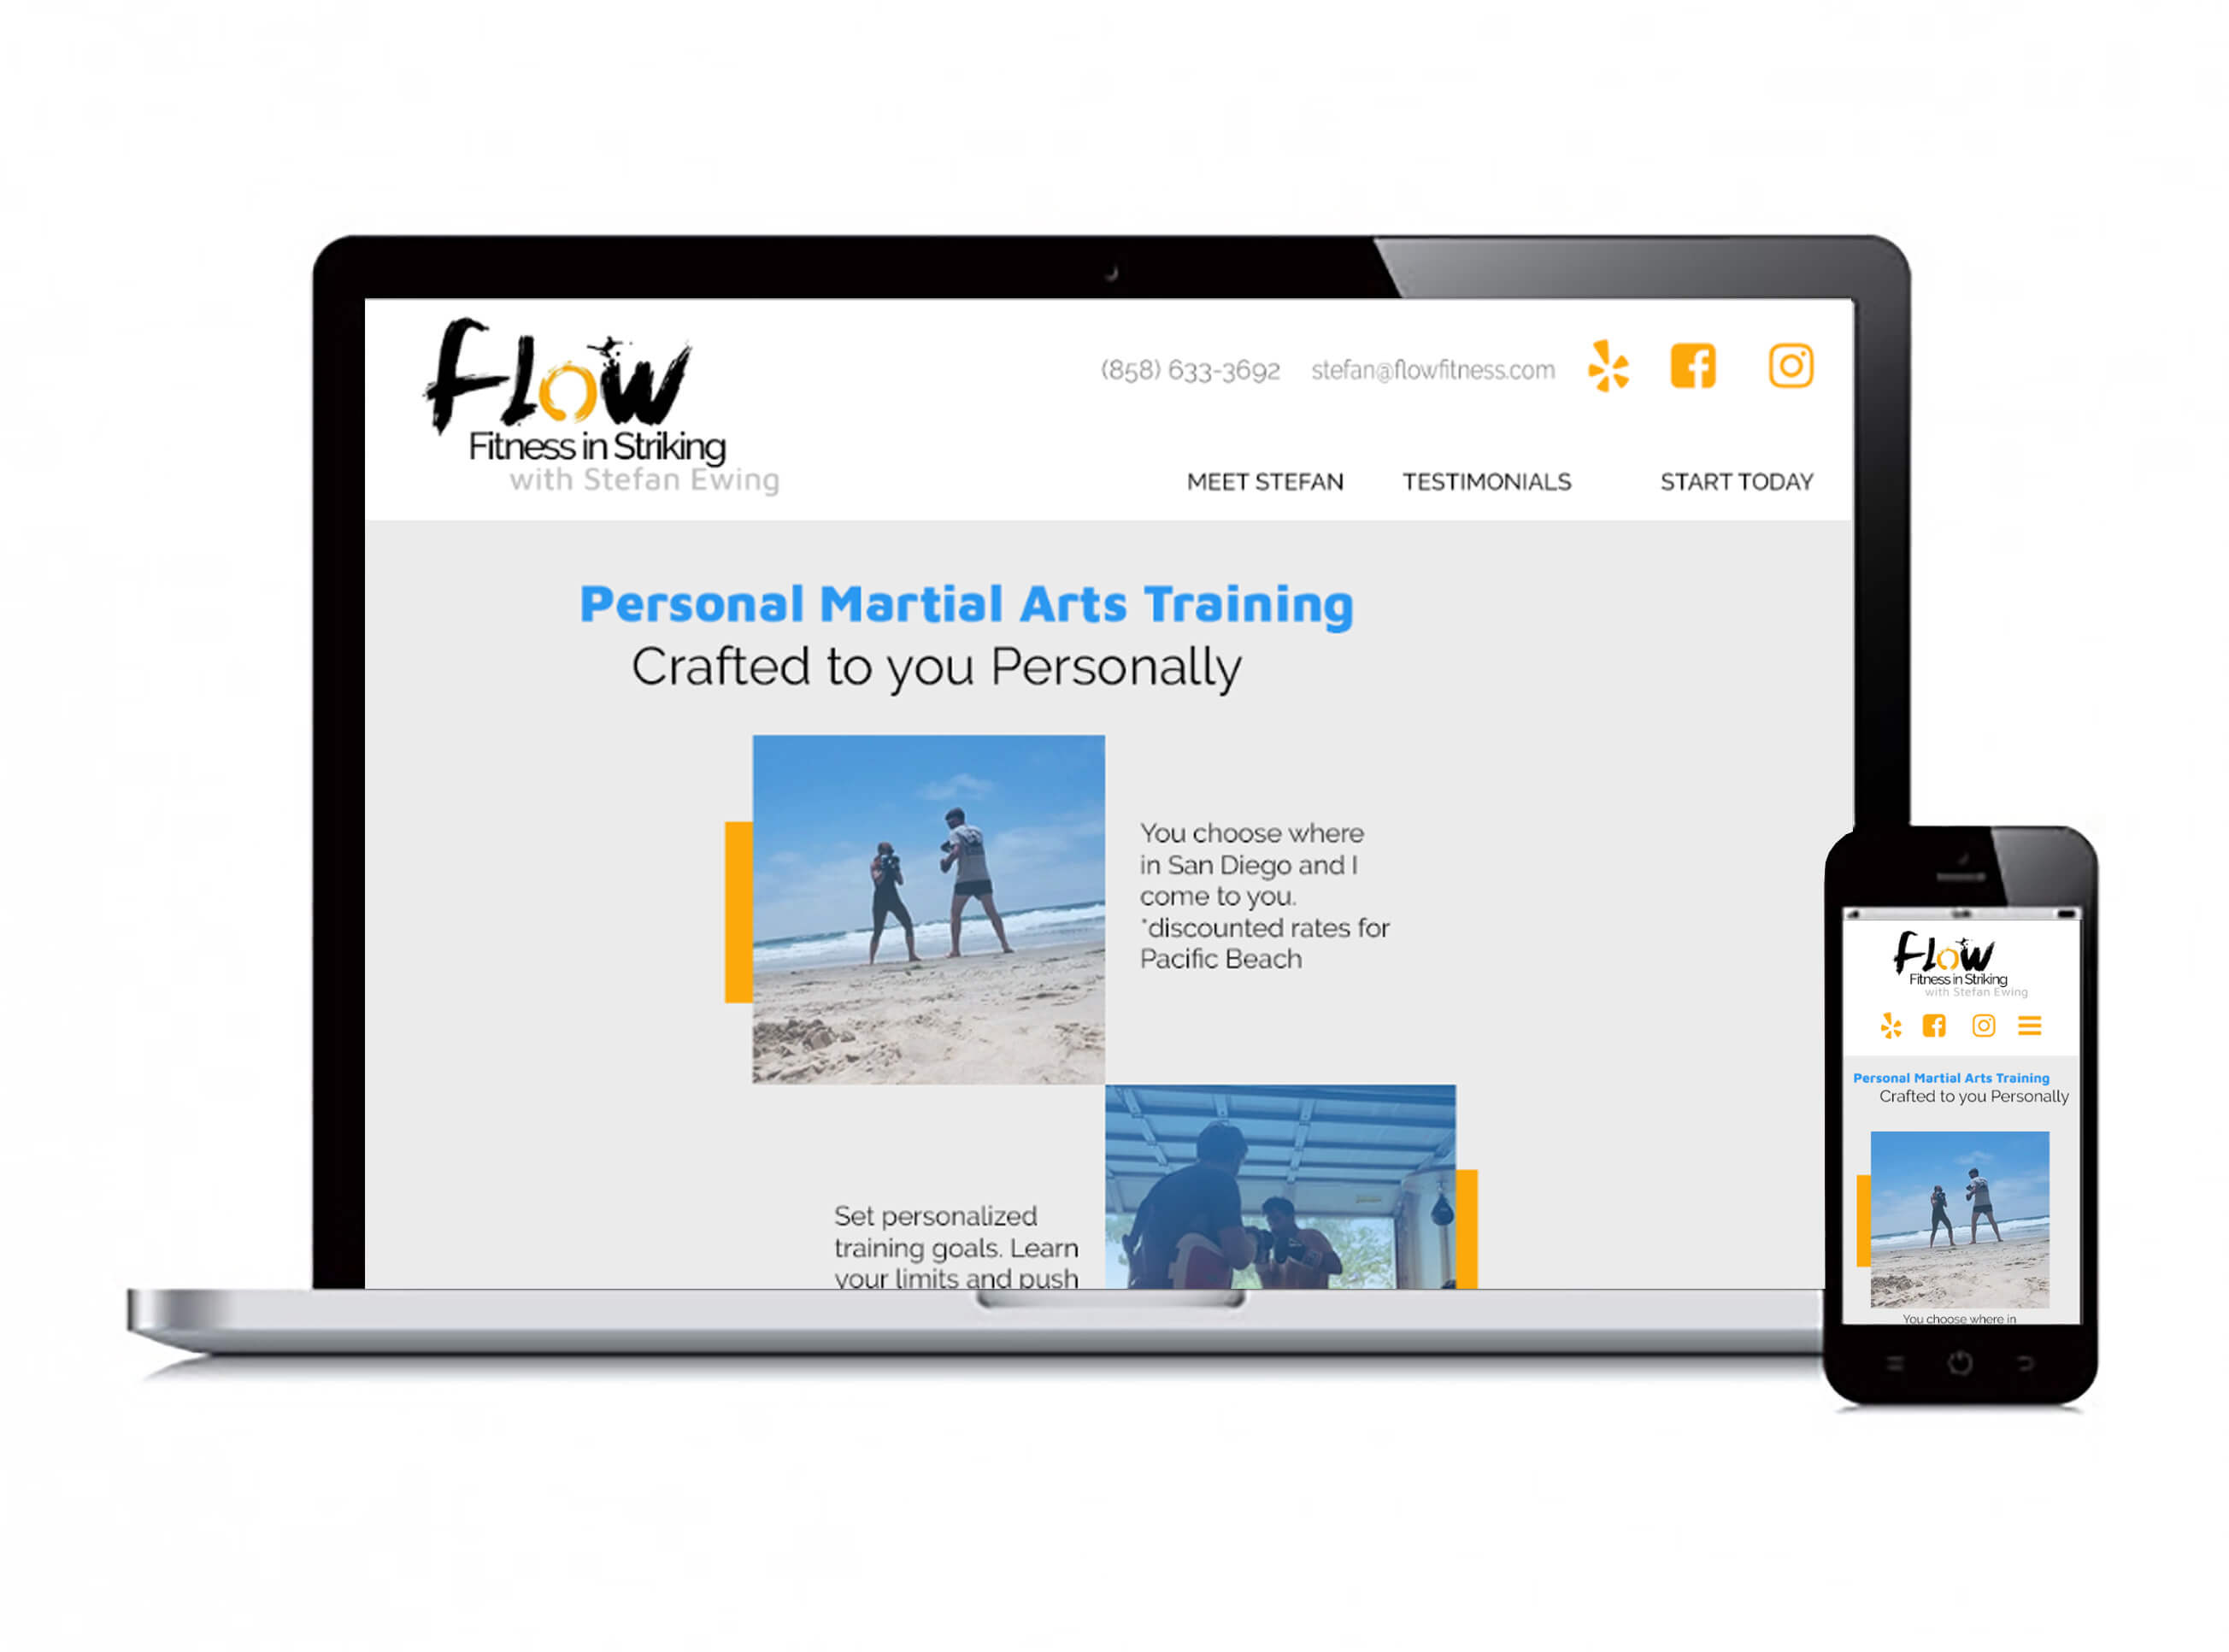 Flow
Fitness in Striking
with Stefan Ewing
(858) 633-3692 stefan@flowfitness.com
MEET STEFAN TESTIMONIALS START TODAY
Personal Martial Arts Training
Crafted to you Personally
You choose where
in San Diego and I
come to you.
*discounted rates for
Pacific Beach
Set personalized
training goals. Learn
your limits and push
Flow
Fitness in Striking
with Stefan Ewing
Personal Martial Arts Training
Crafted to you Personally
You choose where in